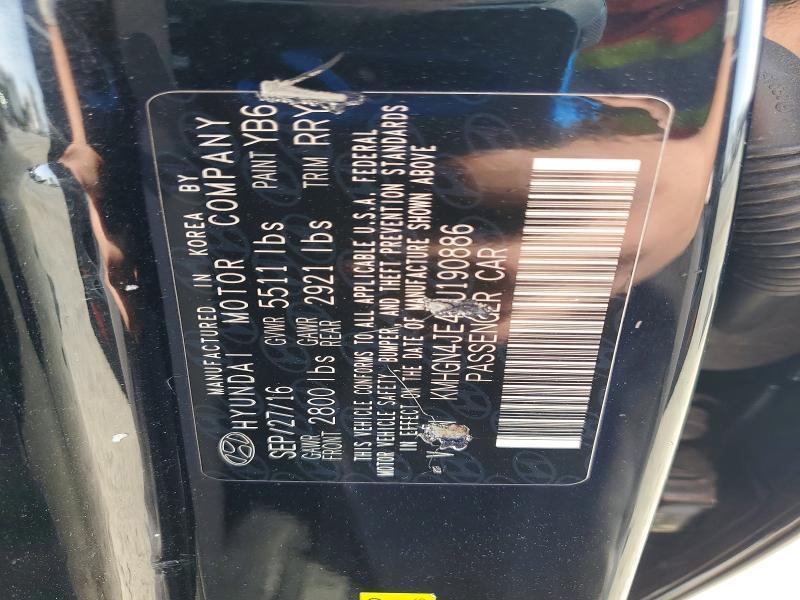 MANUFACTURED IN KOREA BY
HYUNDAI MOTOR COMPANY
SEP/27/16 GVWR 5511 lbs PAINT YB6
GAWR FRONT 2800 lbs GAWR REAR 2921 lbs TRIM RRY
THIS VEHICLE CONFORMS TO ALL APPLICABLE U.S.A. FEDERAL
MOTOR VEHICLE SAFETY, BUMPER, AND THEFT PREVENTION STANDARDS
IN EFFECT ON THE DATE OF MANUFACTURE SHOWN ABOVE
KMHGN4JE4 U190886
PASSENGER CAR